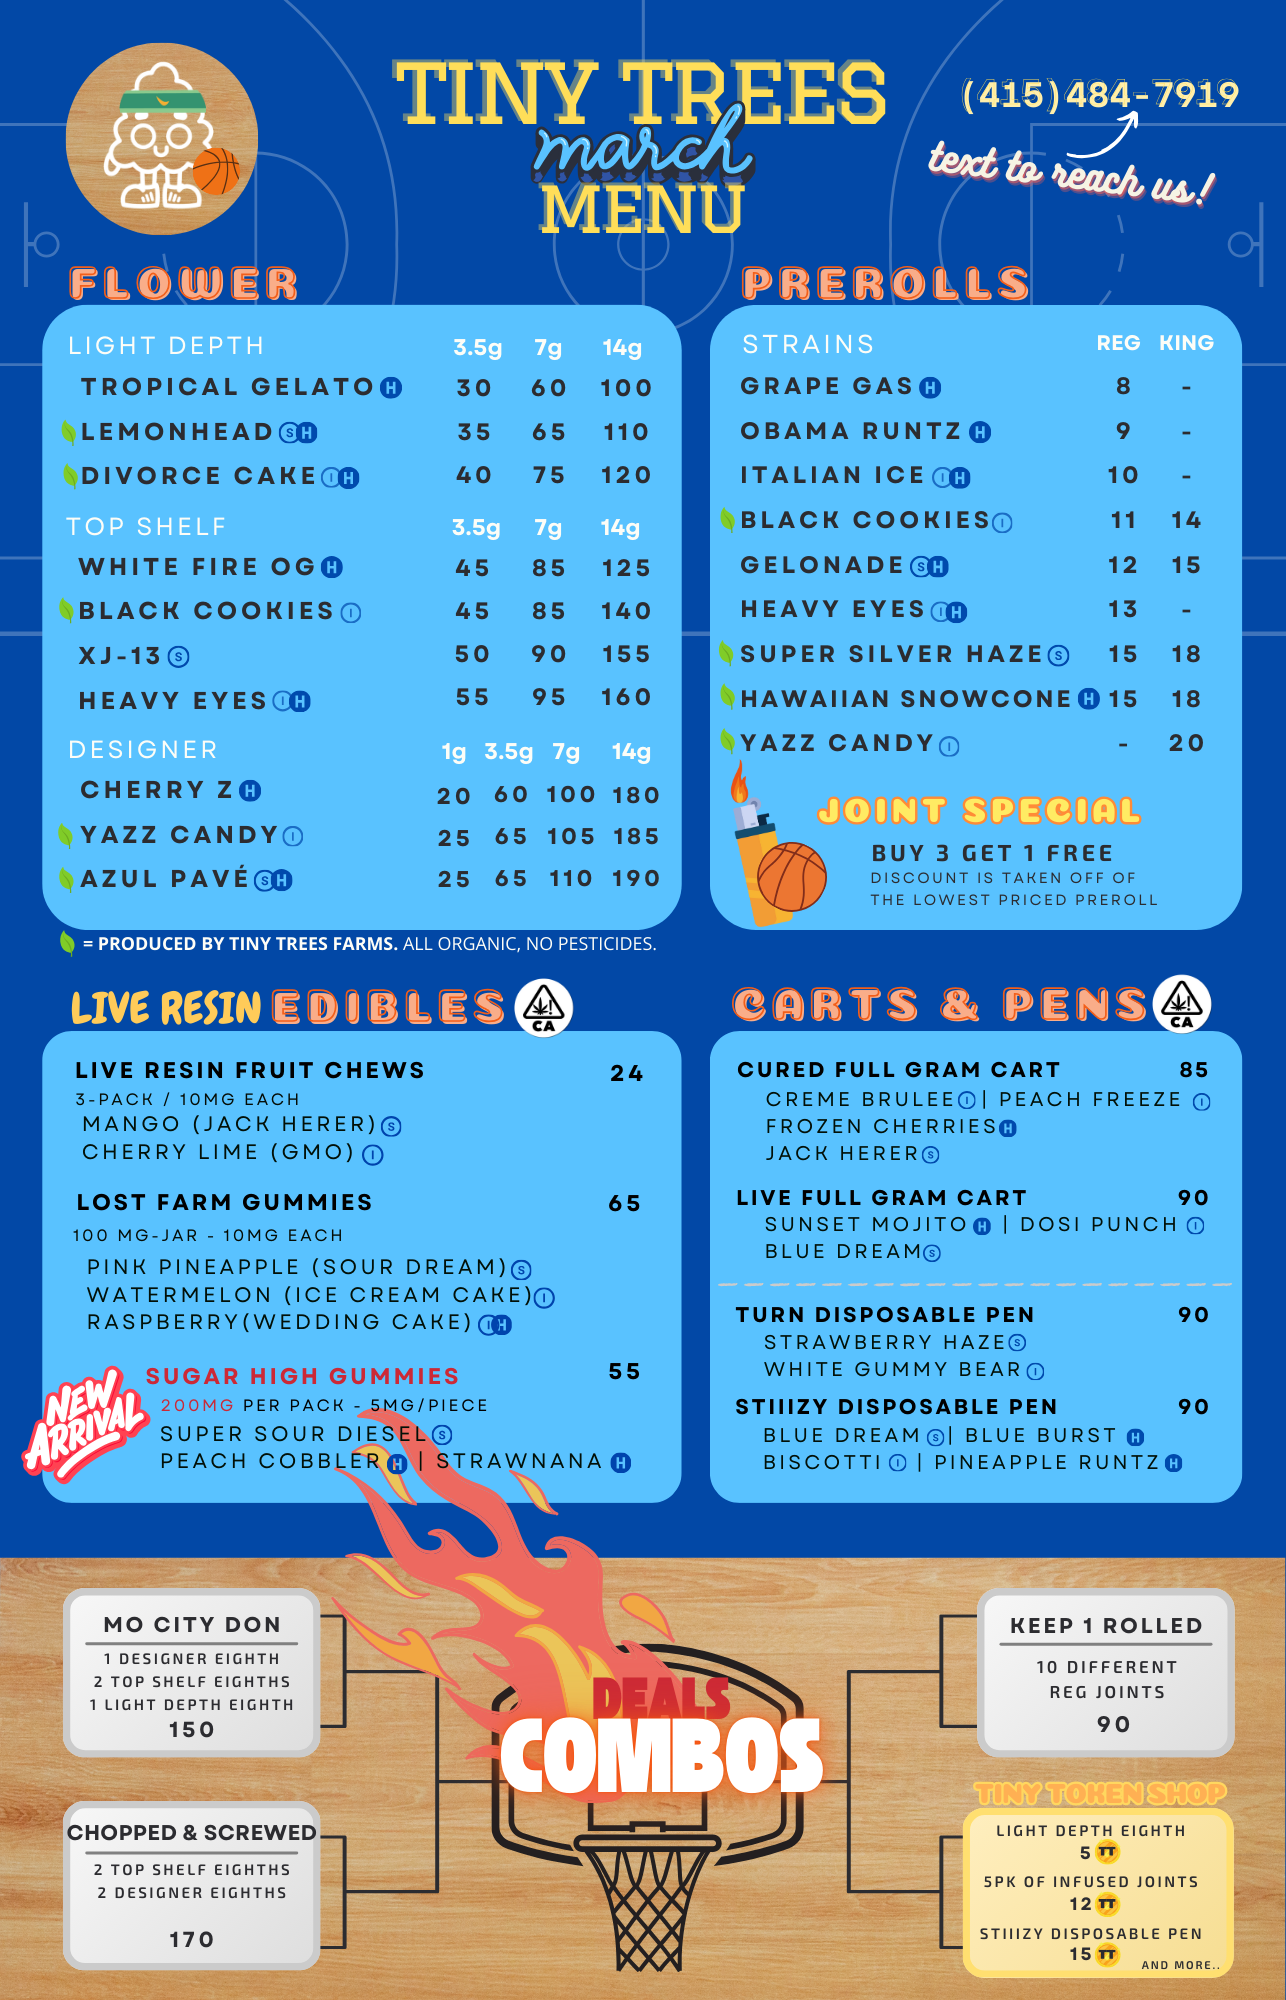 TINY TREES
march
MENU
(415)484-7919
text to reach us!
FLOWER
LIGHT DEPTH 3.5g 7g 14g
TROPICAL GELATO H 30 60 100
LEMONHEAD S H 35 65 110
DIVORCE CAKE I H 40 75 120
TOP SHELF 3.5g 7g 14g
WHITE FIRE OG H 45 85 125
BLACK COOKIES I 45 85 140
XJ-13 S 50 90 155
HEAVY EYES I H 55 95 160
DESIGNER 1g 3.5g 7g 14g
CHERRY Z H 20 60 100 180
YAZZ CANDY I 25 65 105 185
AZUL PAVÉ S H 25 65 110 190
= PRODUCED BY TINY TREES FARMS. ALL ORGANIC, NO PESTICIDES.
PREROLLS
STRAINS REG KING
GRAPE GAS H 8 -
OBAMA RUNTZ H 9 -
ITALIAN ICE I H 10 -
BLACK COOKIES I 11 14
GELONADE S H 12 15
HEAVY EYES I H 13 -
SUPER SILVER HAZE S 15 18
HAWAIIAN SNOWCONE H 15 18
YAZZ CANDY I - 20
JOINT SPECIAL
BUY 3 GET 1 FREE
DISCOUNT IS TAKEN OFF OF
THE LOWEST PRICED PREROLL
LIVE RESIN EDIBLES CA
LIVE RESIN FRUIT CHEWS 24
3-PACK / 10MG EACH
MANGO (JACK HERER) S
CHERRY LIME (GMO) I
LOST FARM GUMMIES 65
100 MG-JAR - 10MG EACH
PINK PINEAPPLE (SOUR DREAM) S
WATERMELON (ICE CREAM CAKE) I
RASPBERRY(WEDDING CAKE) I H
NEW ARRIVAL
SUGAR HIGH GUMMIES 55
200MG PER PACK - 5MG/PIECE
SUPER SOUR DIESEL S
PEACH COBBLER H | STRAWNANA H
CARTS & PENS CA
CURED FULL GRAM CART 85
CREME BRULEE I | PEACH FREEZE I
FROZEN CHERRIES H
JACK HERER S
LIVE FULL GRAM CART 90
SUNSET MOJITO H | DOSI PUNCH I
BLUE DREAM S
TURN DISPOSABLE PEN 90
STRAWBERRY HAZE S
WHITE GUMMY BEAR I
STIIIZY DISPOSABLE PEN 90
BLUE DREAM S | BLUE BURST H
BISCOTTI I | PINEAPPLE RUNTZ H
MO CITY DON
1 DESIGNER EIGHTH
2 TOP SHELF EIGHTHS
1 LIGHT DEPTH EIGHTH
150
CHOPPED & SCREWED
2 TOP SHELF EIGHTHS
2 DESIGNER EIGHTHS
170
DEALS
COMBOS
KEEP 1 ROLLED
10 DIFFERENT
REG JOINTS
90
TINY TOKEN SHOP
LIGHT DEPTH EIGHTH
5 TT
5PK OF INFUSED JOINTS
12 TT
STIIIZY DISPOSABLE PEN
15 TT
AND MORE..